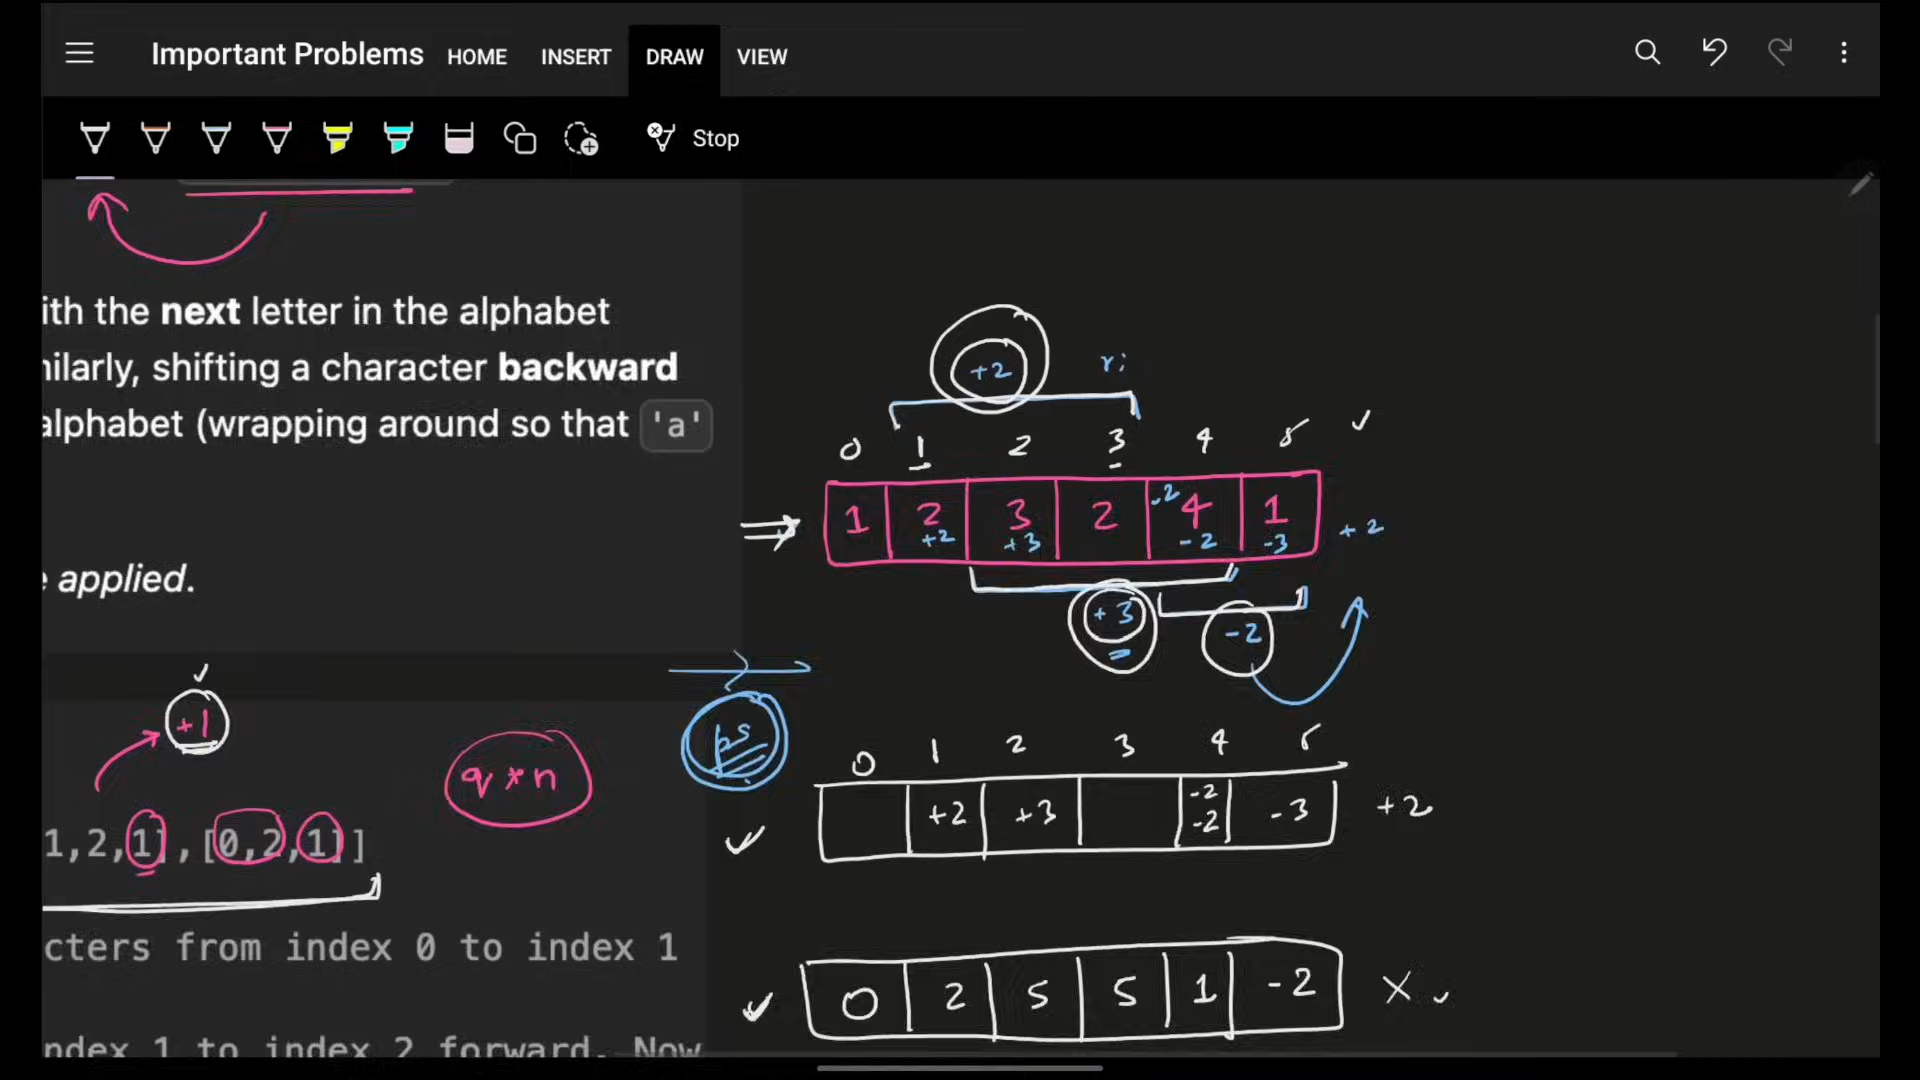 Important Problems HOME INSERT DRAW VIEW
Stop
ith the next letter in the alphabet
nilarly, shifting a character backward
alphabet (wrapping around so that 'a'
e applied.
+1
q * n
1,2,1],[0,2,1]]
cters from index 0 to index 1
ndex 1 to index 2 forward. Now
+2 ri
0 1 2 3 4 5
1 2 3 2 -2 4 1
+2 +3 -2 -3 +2
+3 -2
ps
0 1 2 3 4 5
+2 +3 -2 -2 -3 +2
0 2 5 5 1 -2 X